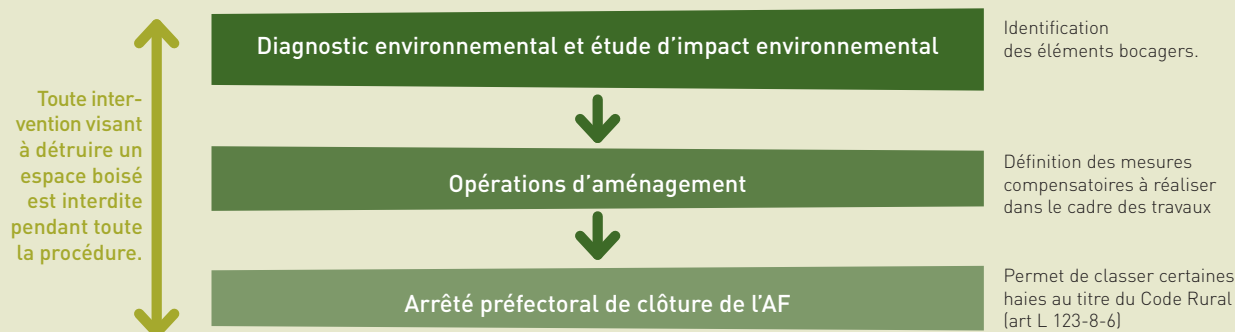 Toute inter-
vention visant
à détruire un
espace boisé
est interdite
pendant toute
la procédure.
Diagnostic environnemental et étude d’impact environnemental
Identification
des éléments bocagers.
Opérations d’aménagement
Définition des mesures
compensatoires à réaliser
dans le cadre des travaux
Arrêté préfectoral de clôture de l’AF
Permet de classer certaines
haies au titre du Code Rural
(art L 123-8-6)